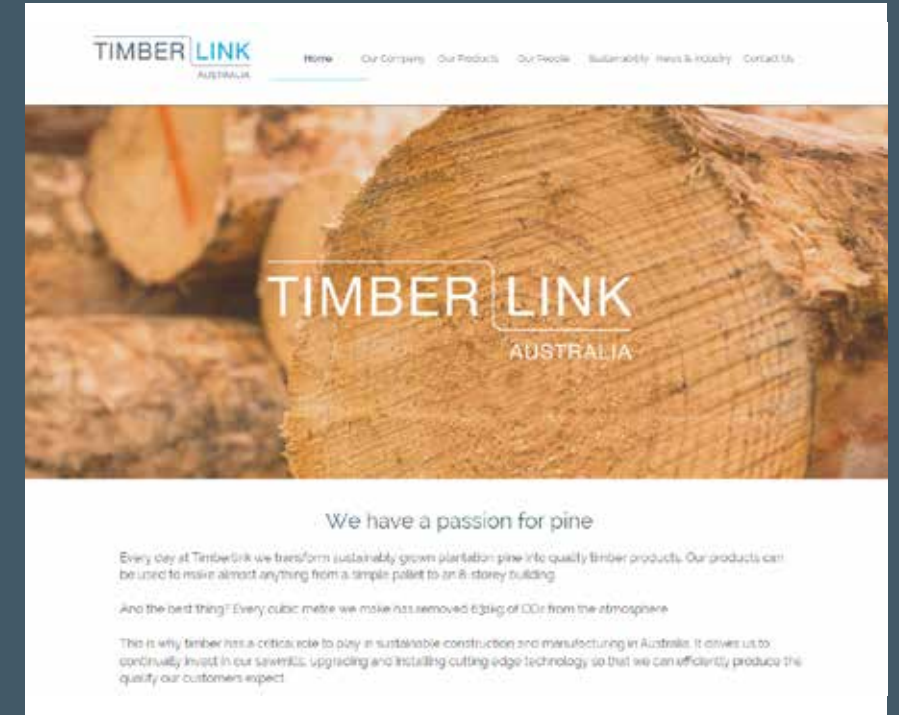 TIMBER LINK
AUSTRALIA
Home Our Company Our Products Our People Sustainability News & Industry Contact Us
TIMBER LINK
AUSTRALIA
We have a passion for pine
Every day at Timberlink we transform sustainably grown plantation pine into quality timber products. Our products can
be used to make almost anything from a simple pallet to an 8-storey building.
And the best thing? Every cubic metre we make has removed of CO2 from the atmosphere
This is why timber has a critical role to play in sustainable construction and manufacturing in Australia. It drives us to
continually invest in our sawmills, upgrading and installing cutting edge technology so that we can efficiently produce the
quality our customers expect.